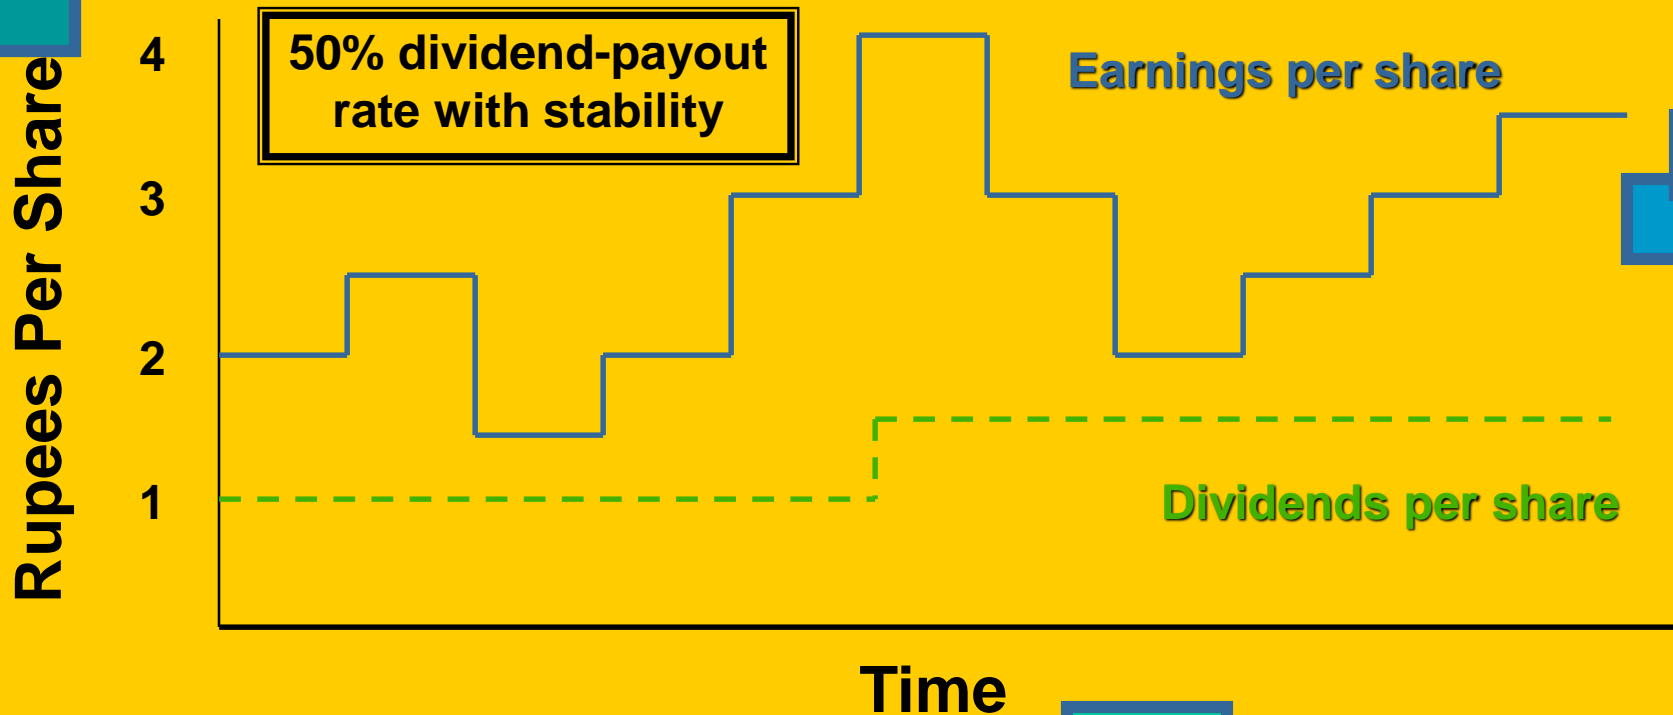 50% dividend-payout
rate with stability
Earnings per share
Rupees Per Share
4
3
2
1
Dividends per share
Time